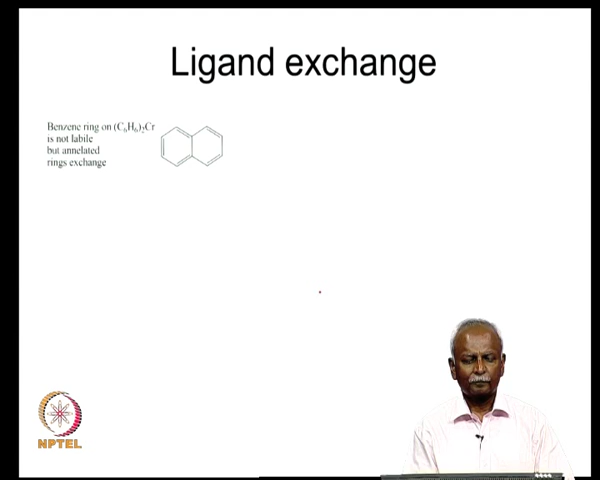 Ligand exchange
Benzene ring on (C₆H₆)₂Cr
is not labile
but annelated
rings exchange
NPTEL